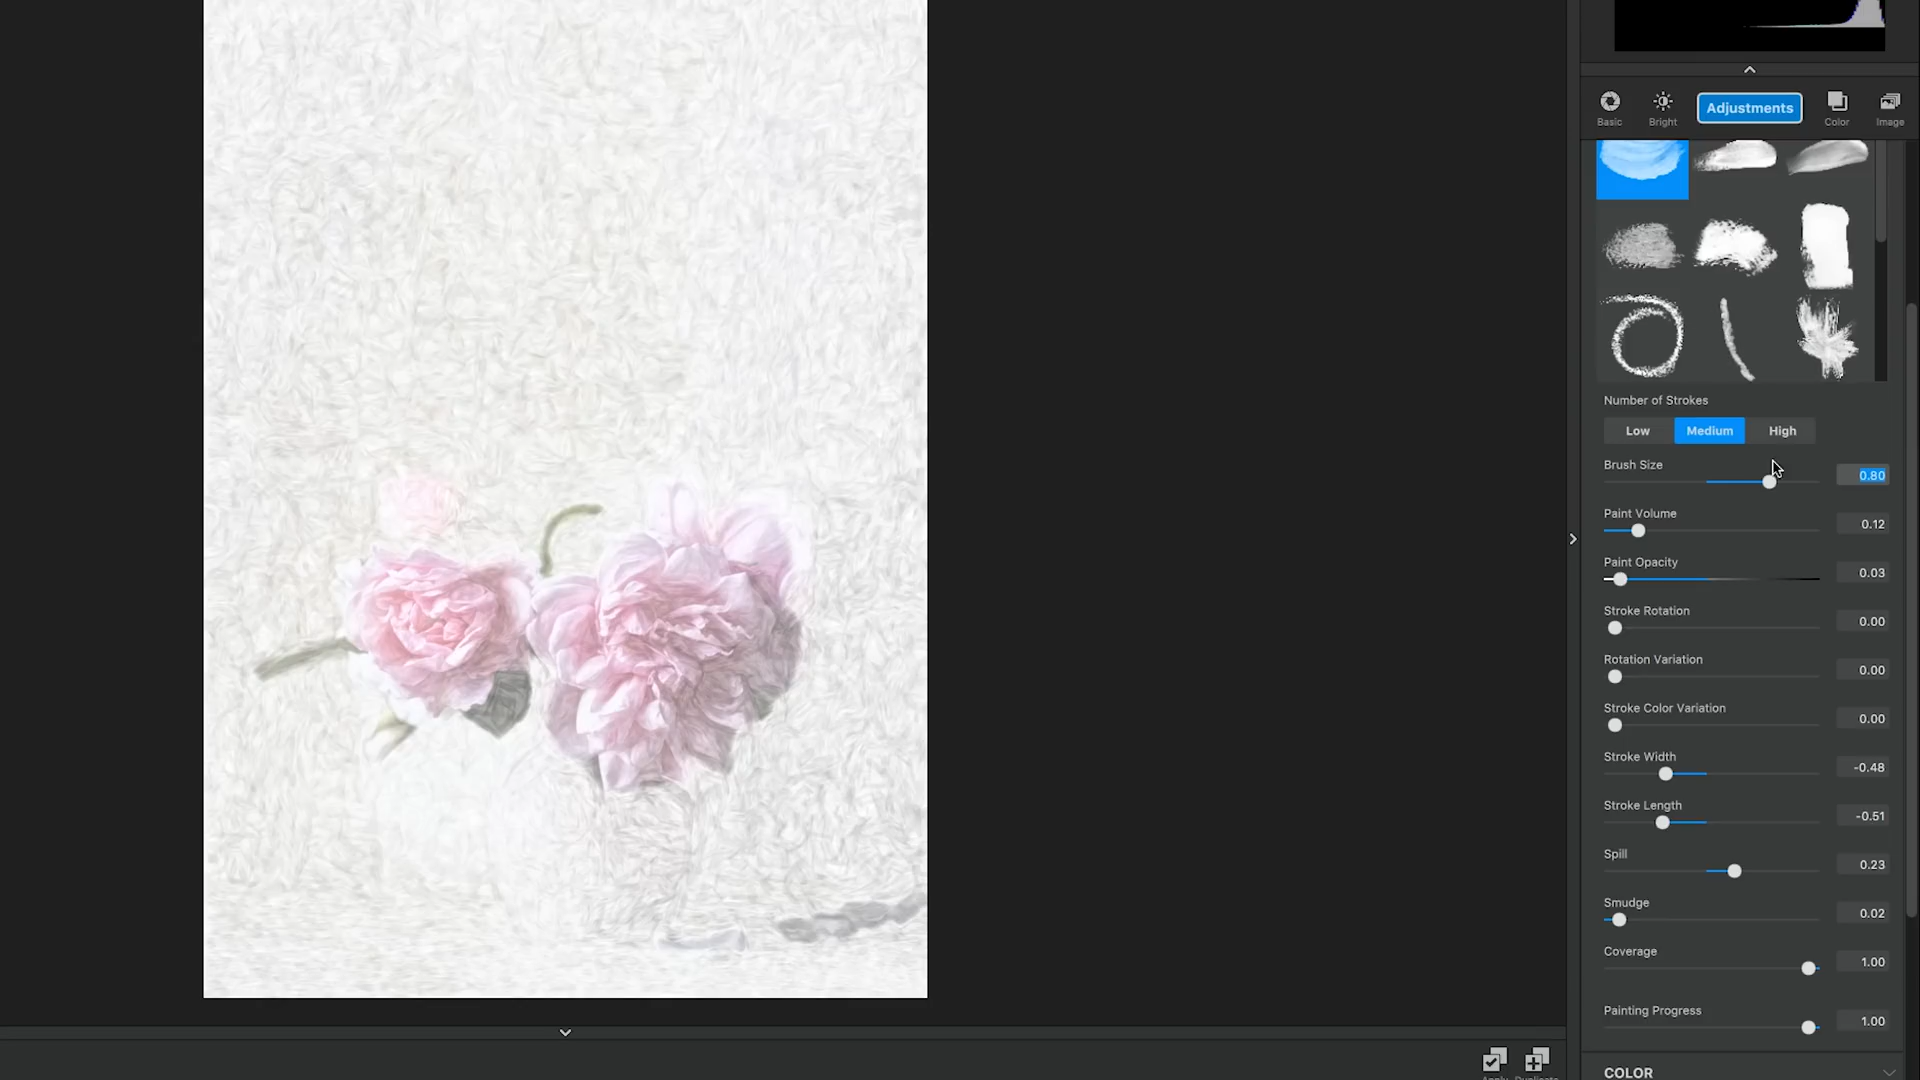 Basic
Bright
Adjustments
Color
Image
Number of Strokes
Low
Medium
High
Brush Size
0.80
Paint Volume
0.12
Paint Opacity
0.03
Stroke Rotation
0.00
Rotation Variation
0.00
Stroke Color Variation
0.00
Stroke Width
-0.48
Stroke Length
-0.51
Spill
0.23
Smudge
0.02
Coverage
1.00
Painting Progress
1.00
COLOR